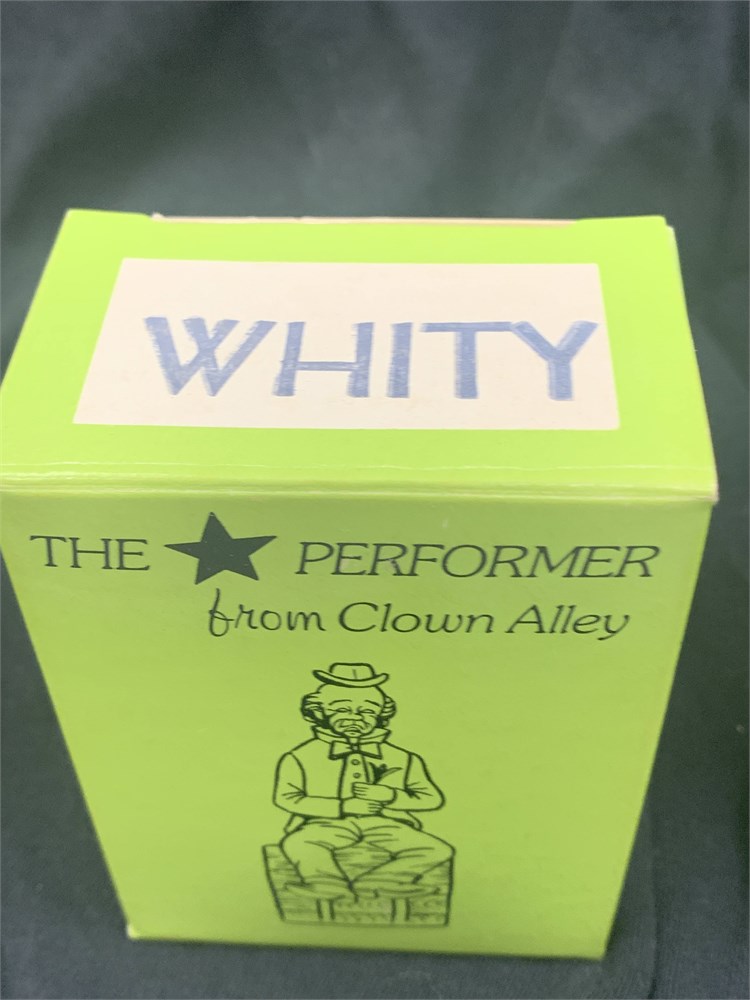 WHITY
THE ★ PERFORMER
from Clown Alley